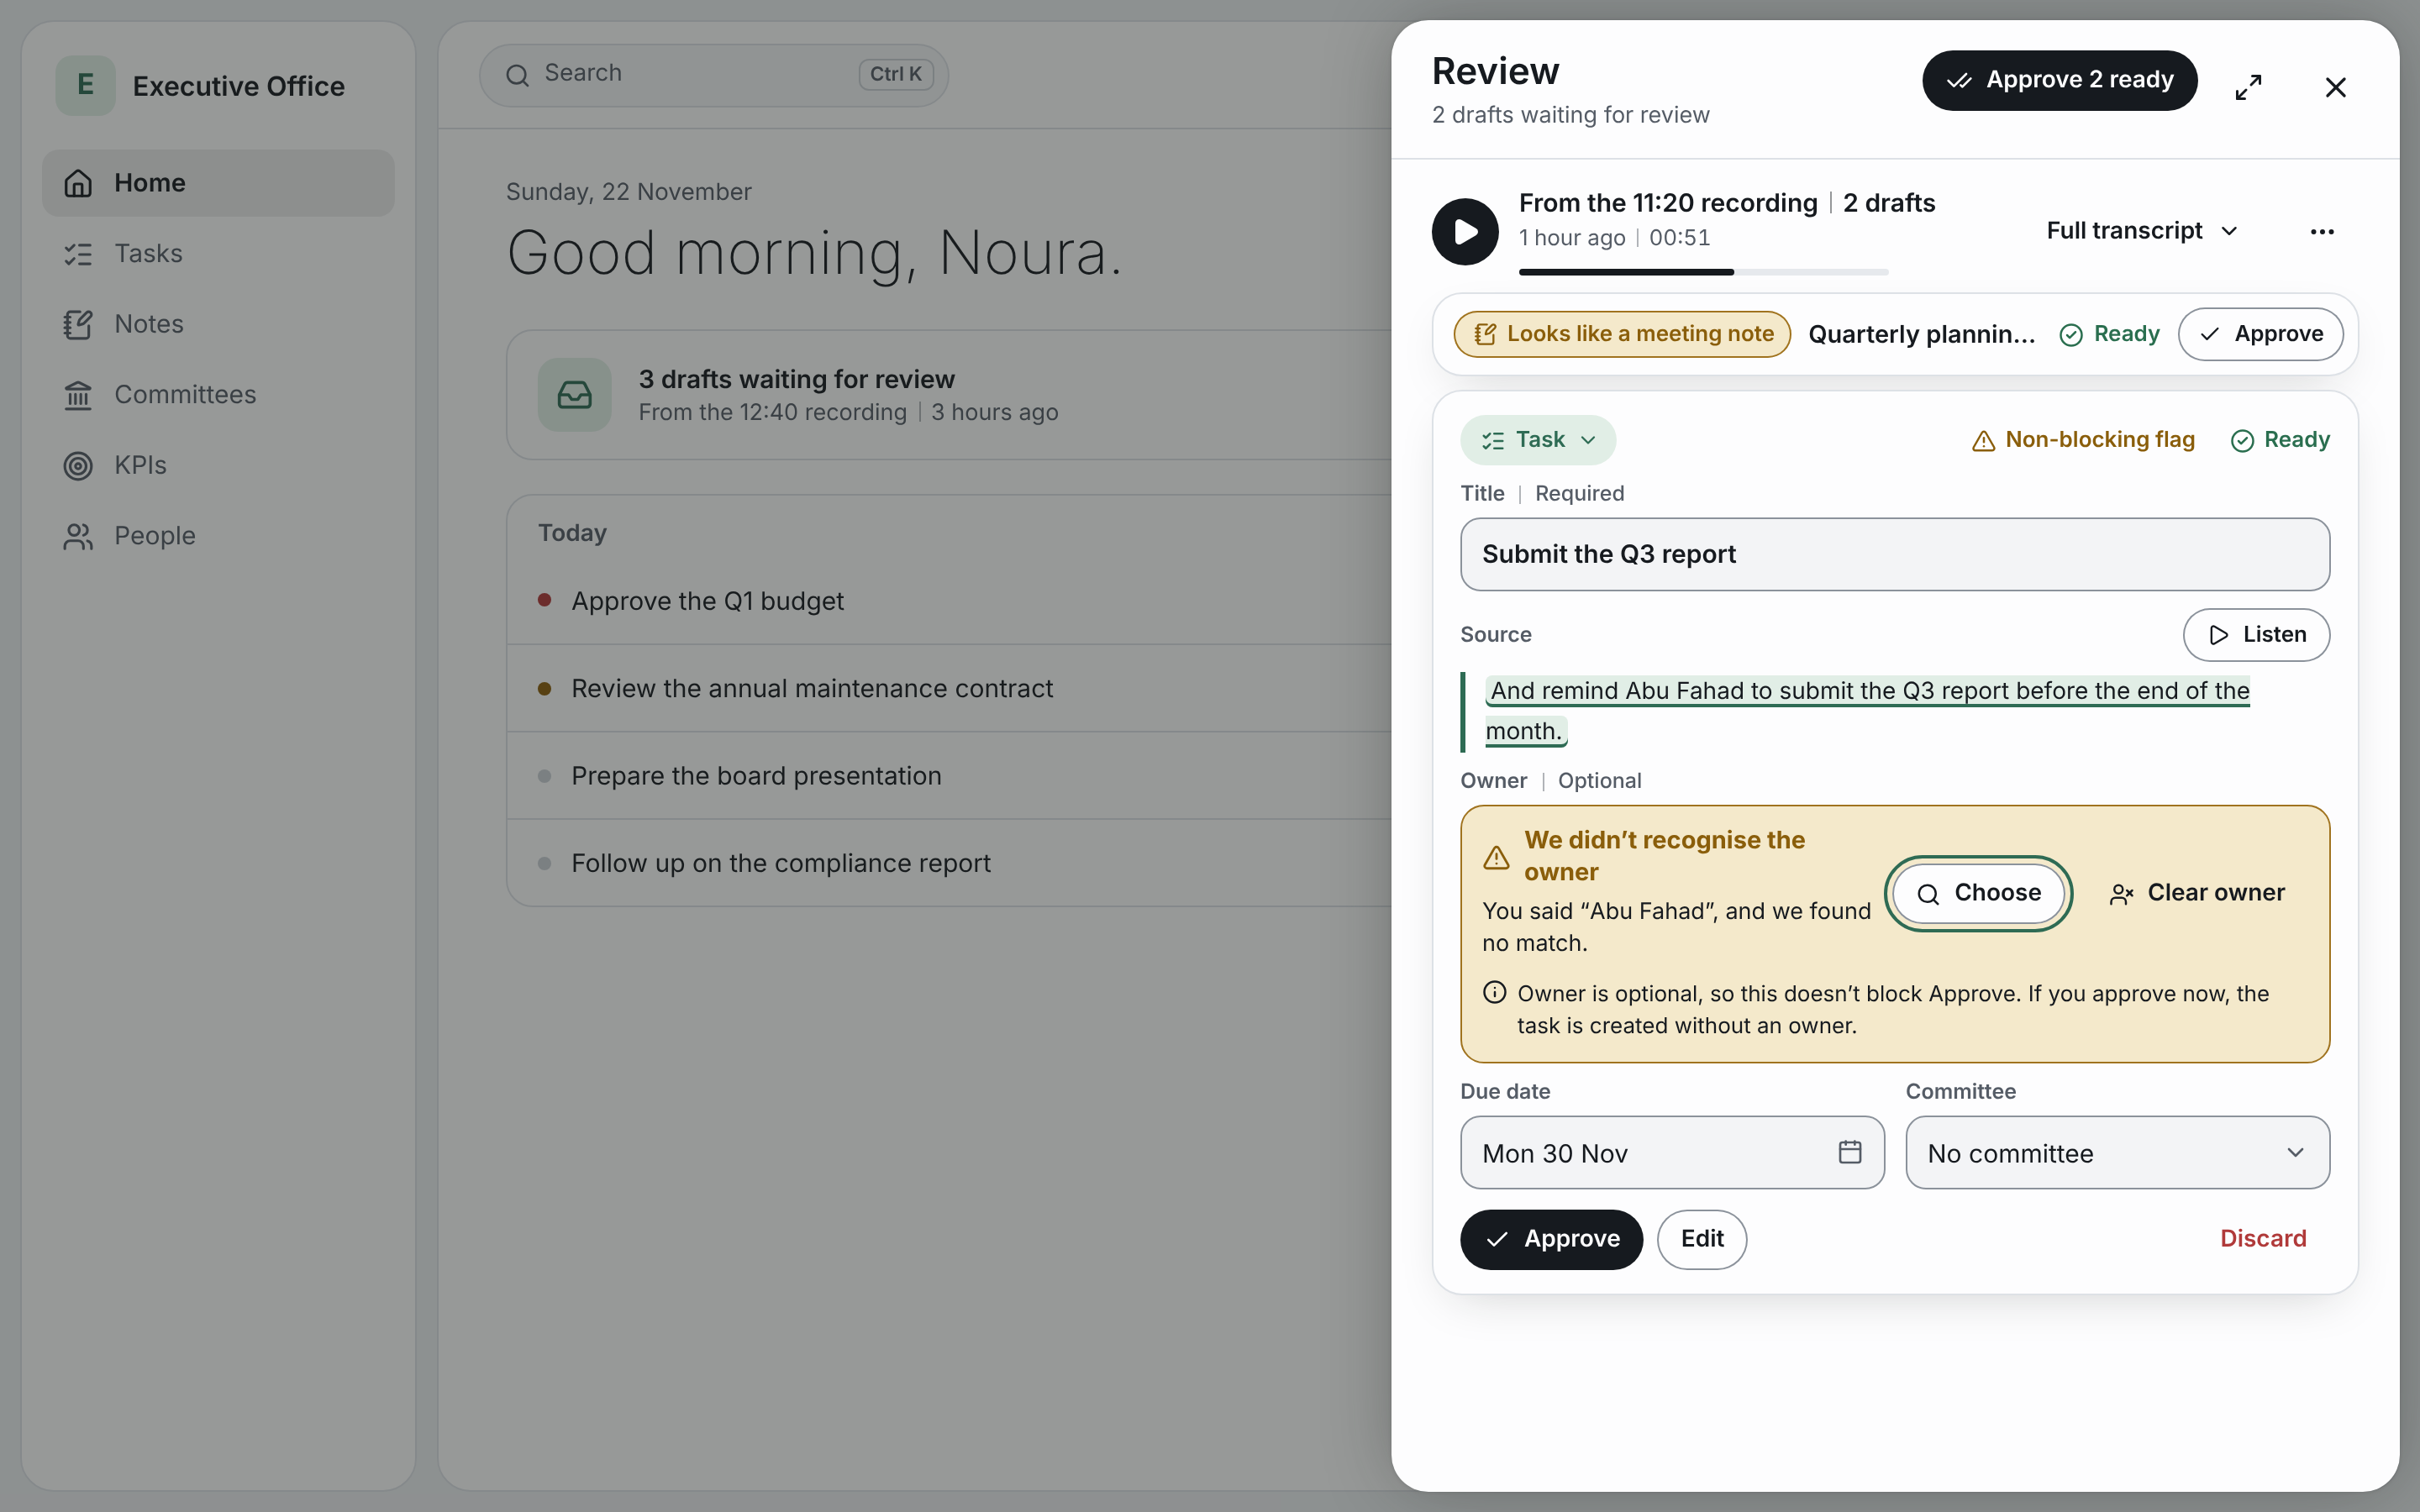 E
Executive Office
Home
Tasks
Notes
Committees
KPIs
People
Search
Ctrl K
Sunday, 22 November
Good morning, Noura.
3 drafts waiting for review
From the 12:40 recording | 3 hours ago
Today
Approve the Q1 budget
Review the annual maintenance contract
Prepare the board presentation
Follow up on the compliance report
Review
2 drafts waiting for review
Approve 2 ready
From the 11:20 recording | 2 drafts
1 hour ago | 00:51
Full transcript
Looks like a meeting note
Quarterly plannin...
Ready
Approve
Task
Non-blocking flag
Ready
Title | Required
Submit the Q3 report
Source
Listen
And remind Abu Fahad to submit the Q3 report before the end of the
month.
Owner | Optional
We didn’t recognise the
owner
You said “Abu Fahad”, and we found
no match.
Choose
Clear owner
Owner is optional, so this doesn’t block Approve. If you approve now, the
task is created without an owner.
Due date
Committee
Mon 30 Nov
No committee
Approve
Edit
Discard